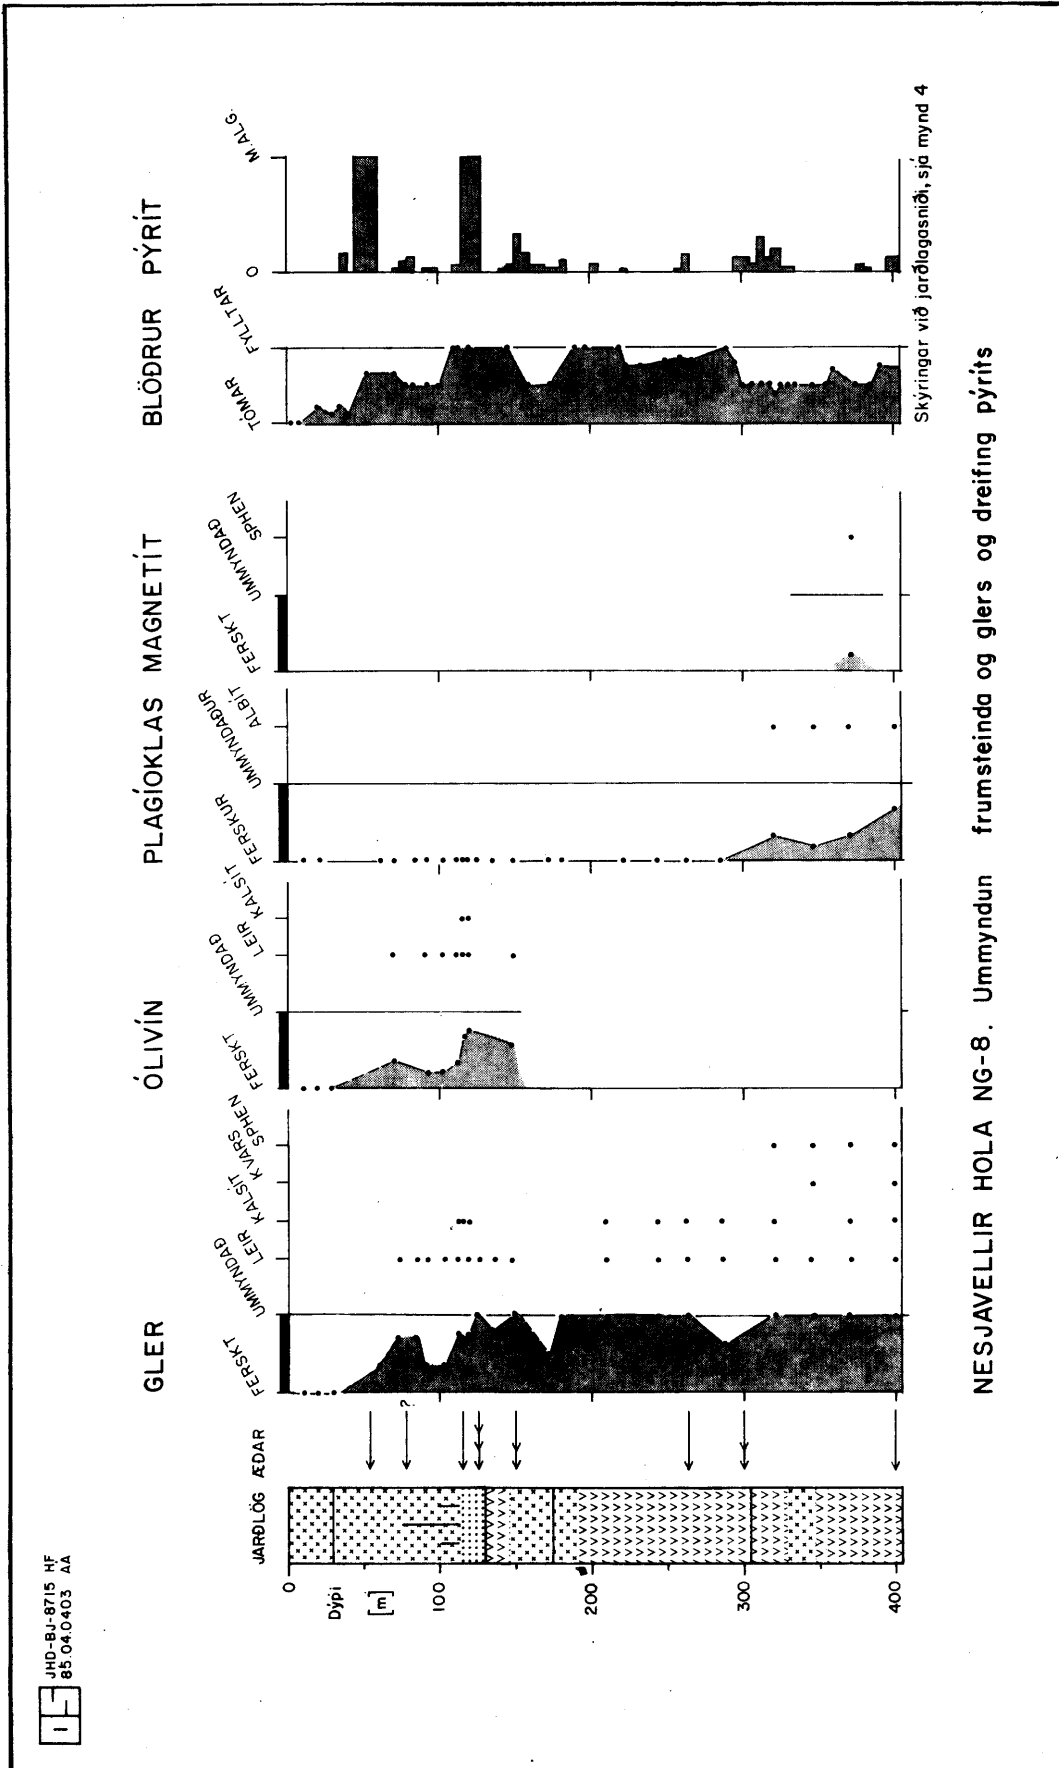 JHD-BJ-8715 HF
85.04.0403 AA
JARÐLÖG ÆÐAR
GLER
FERSKT UMMYNDAÐ LEIR KALSÍT KVARS SPHEN
ÓLIVÍN
FERSKT UMMYNDAÐ LEIR KALSÍT
PLAGÍOKLAS
FERSKUR UMMYNDAÐUR ALBÍT
MAGNETÍT
FERSKT UMMYNDAÐ SPHEN
BLÖÐRUR
TÓMAR FYLLTAR
PÝRÍT
0 M.ALG.
0
Dýpi
[m]
100
200
300
400
?
Skýringar við jarðlagasniði, sjá mynd 4
NESJAVELLIR HOLA NG-8. Ummyndun frumsteinda og glers og dreifing pýríts